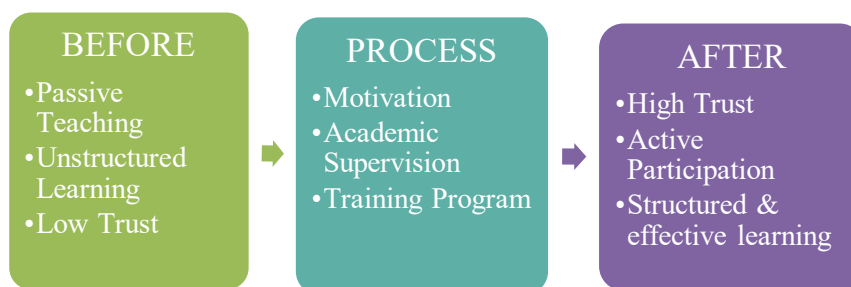 BEFORE
•Passive
Teaching
•Unstructured
Learning
•Low Trust
PROCESS
•Motivation
•Academic
Supervision
•Training Program
AFTER
•High Trust
•Active
Participation
•Structured &
effective learning